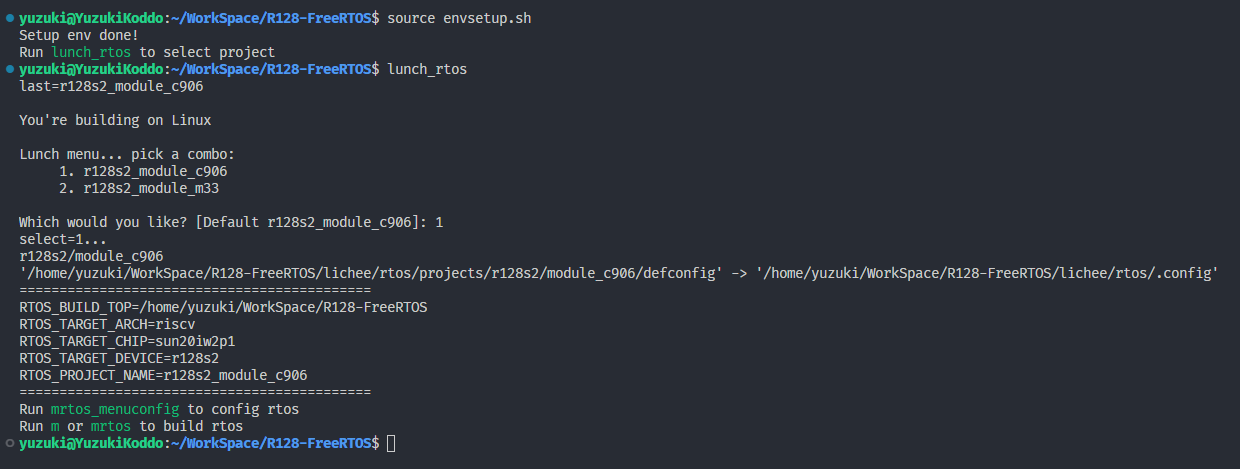 yuzuki@YuzukiKoddo:~/WorkSpace/R128-FreeRTOS$ source envsetup.sh
Setup env done!
Run lunch_rtos to select project
yuzuki@YuzukiKoddo:~/WorkSpace/R128-FreeRTOS$ lunch_rtos
last=r128s2_module_c906
You're building on Linux
Lunch menu... pick a combo:
1. r128s2_module_c906
2. r128s2_module_m33
Which would you like? [Default r128s2_module_c906]: 1
select=1...
r128s2/module_c906
'/home/yuzuki/WorkSpace/R128-FreeRTOS/lichee/rtos/projects/r128s2/module_c906/defconfig' -> '/home/yuzuki/WorkSpace/R128-FreeRTOS/lichee/rtos/.config'
============================================
RTOS_BUILD_TOP=/home/yuzuki/WorkSpace/R128-FreeRTOS
RTOS_TARGET_ARCH=riscv
RTOS_TARGET_CHIP=sun20iw2p1
RTOS_TARGET_DEVICE=r128s2
RTOS_PROJECT_NAME=r128s2_module_c906
============================================
Run mrtos_menuconfig to config rtos
Run m or mrtos to build rtos
yuzuki@YuzukiKoddo:~/WorkSpace/R128-FreeRTOS$